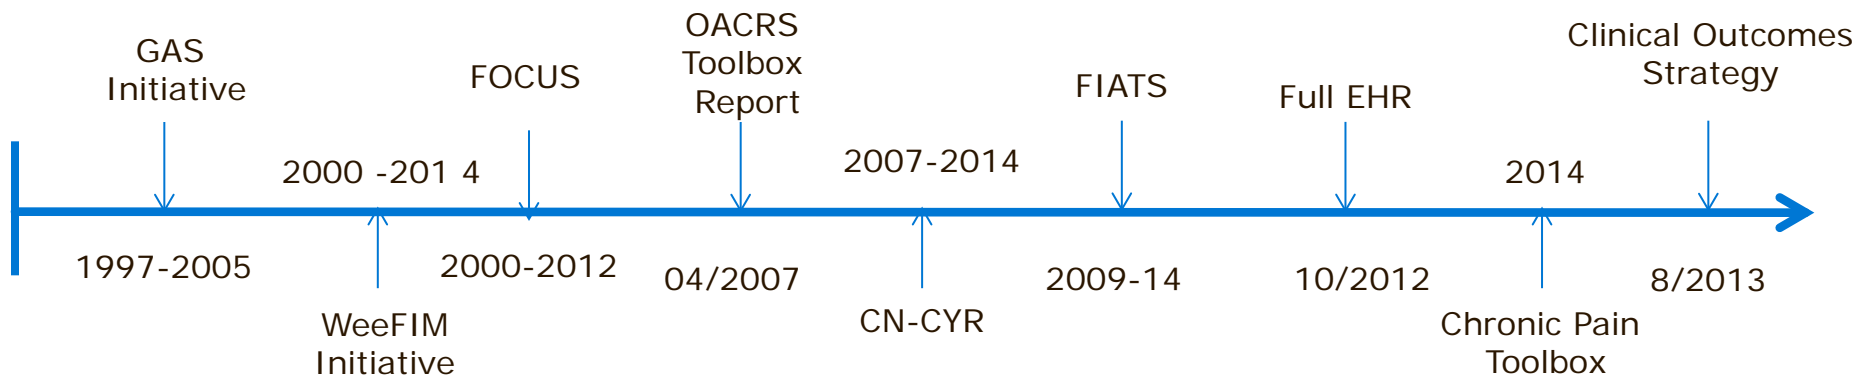 GAS
Initiative
1997-2005
2000 -201 4
WeeFIM
Initiative
FOCUS
2000-2012
OACRS
Toolbox
Report
04/2007
2007-2014
CN-CYR
FIATS
2009-14
Full EHR
10/2012
2014
Chronic Pain
Toolbox
Clinical Outcomes
Strategy
8/2013